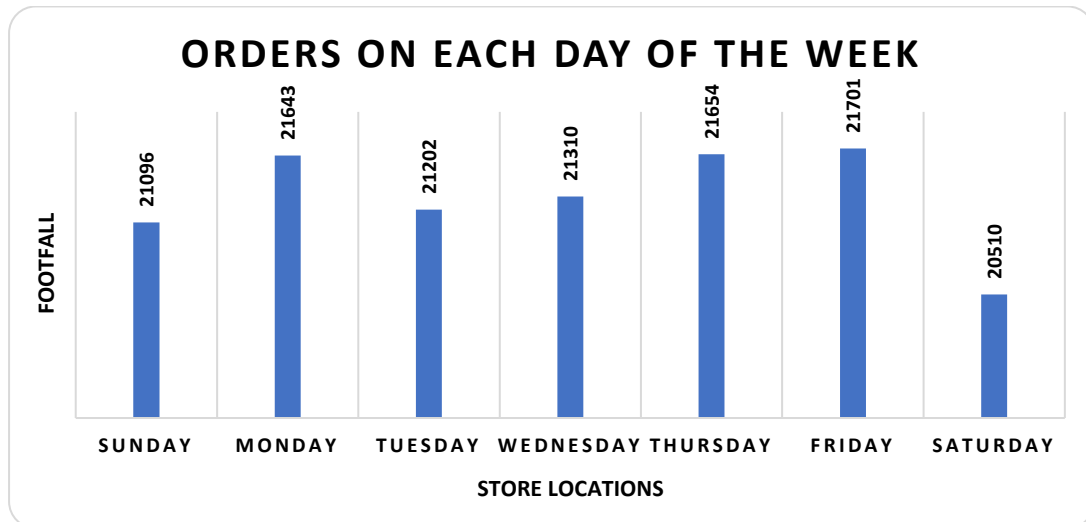 ORDERS ON EACH DAY OF THE WEEK
21096
21643
21202
21310
21654
21701
20510
FOOTFALL
SUNDAY
MONDAY
TUESDAY
WEDNESDAY
THURSDAY
FRIDAY
SATURDAY
STORE LOCATIONS